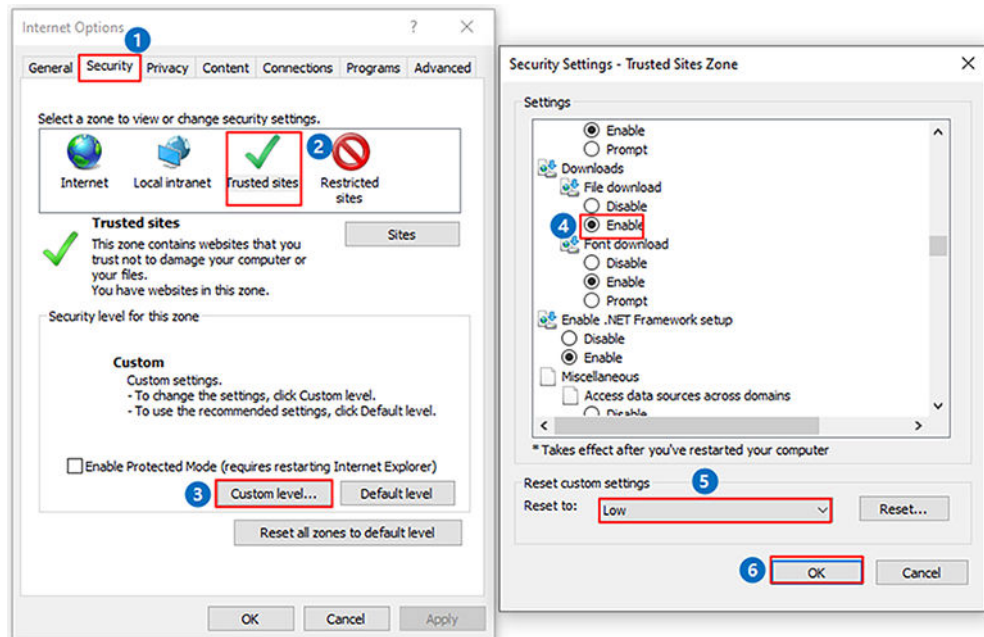 Internet Options
?
1
General Security Privacy Content Connections Programs Advanced
Select a zone to view or change security settings.
2
Internet Local intranet Trusted sites Restricted sites
Trusted sites
Sites
This zone contains websites that you
trust not to damage your computer or
your files.
You have websites in this zone.
Security level for this zone
Custom
Custom settings.
- To change the settings, click Custom level.
- To use the recommended settings, click Default level.
Enable Protected Mode (requires restarting Internet Explorer)
3 Custom level... Default level
Reset all zones to default level
OK Cancel Apply
Security Settings - Trusted Sites Zone
Settings
Enable
Prompt
Downloads
File download
Disable
4 Enable
Font download
Disable
Enable
Prompt
Enable .NET Framework setup
Disable
Enable
Miscellaneous
Access data sources across domains
Disable
* Takes effect after you've restarted your computer
Reset custom settings
5
Reset to: Low Reset...
6 OK Cancel